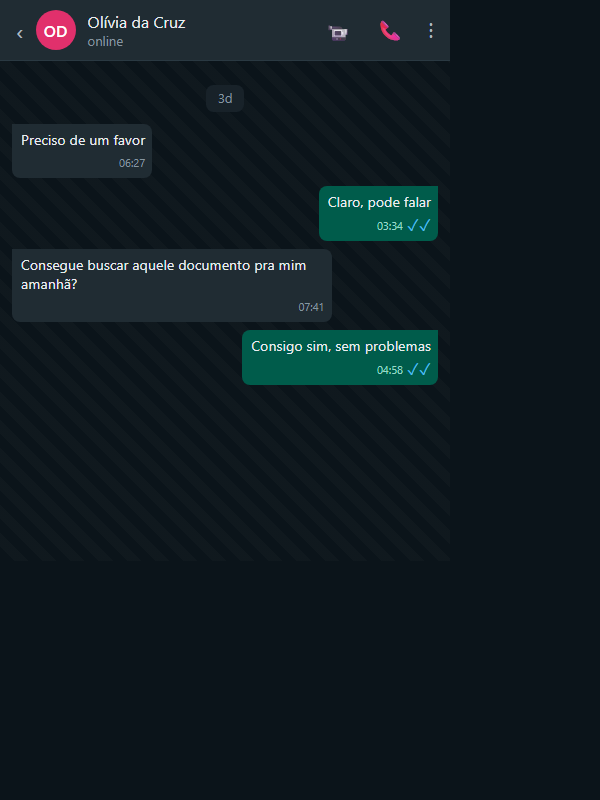 Olívia da Cruz
OD
online
3d
Preciso de um favor
06:27
Claro, pode falar
03:34
Consegue buscar aquele documento pra mim
amanhã?
07:41
Consigo sim, sem problemas
04:58